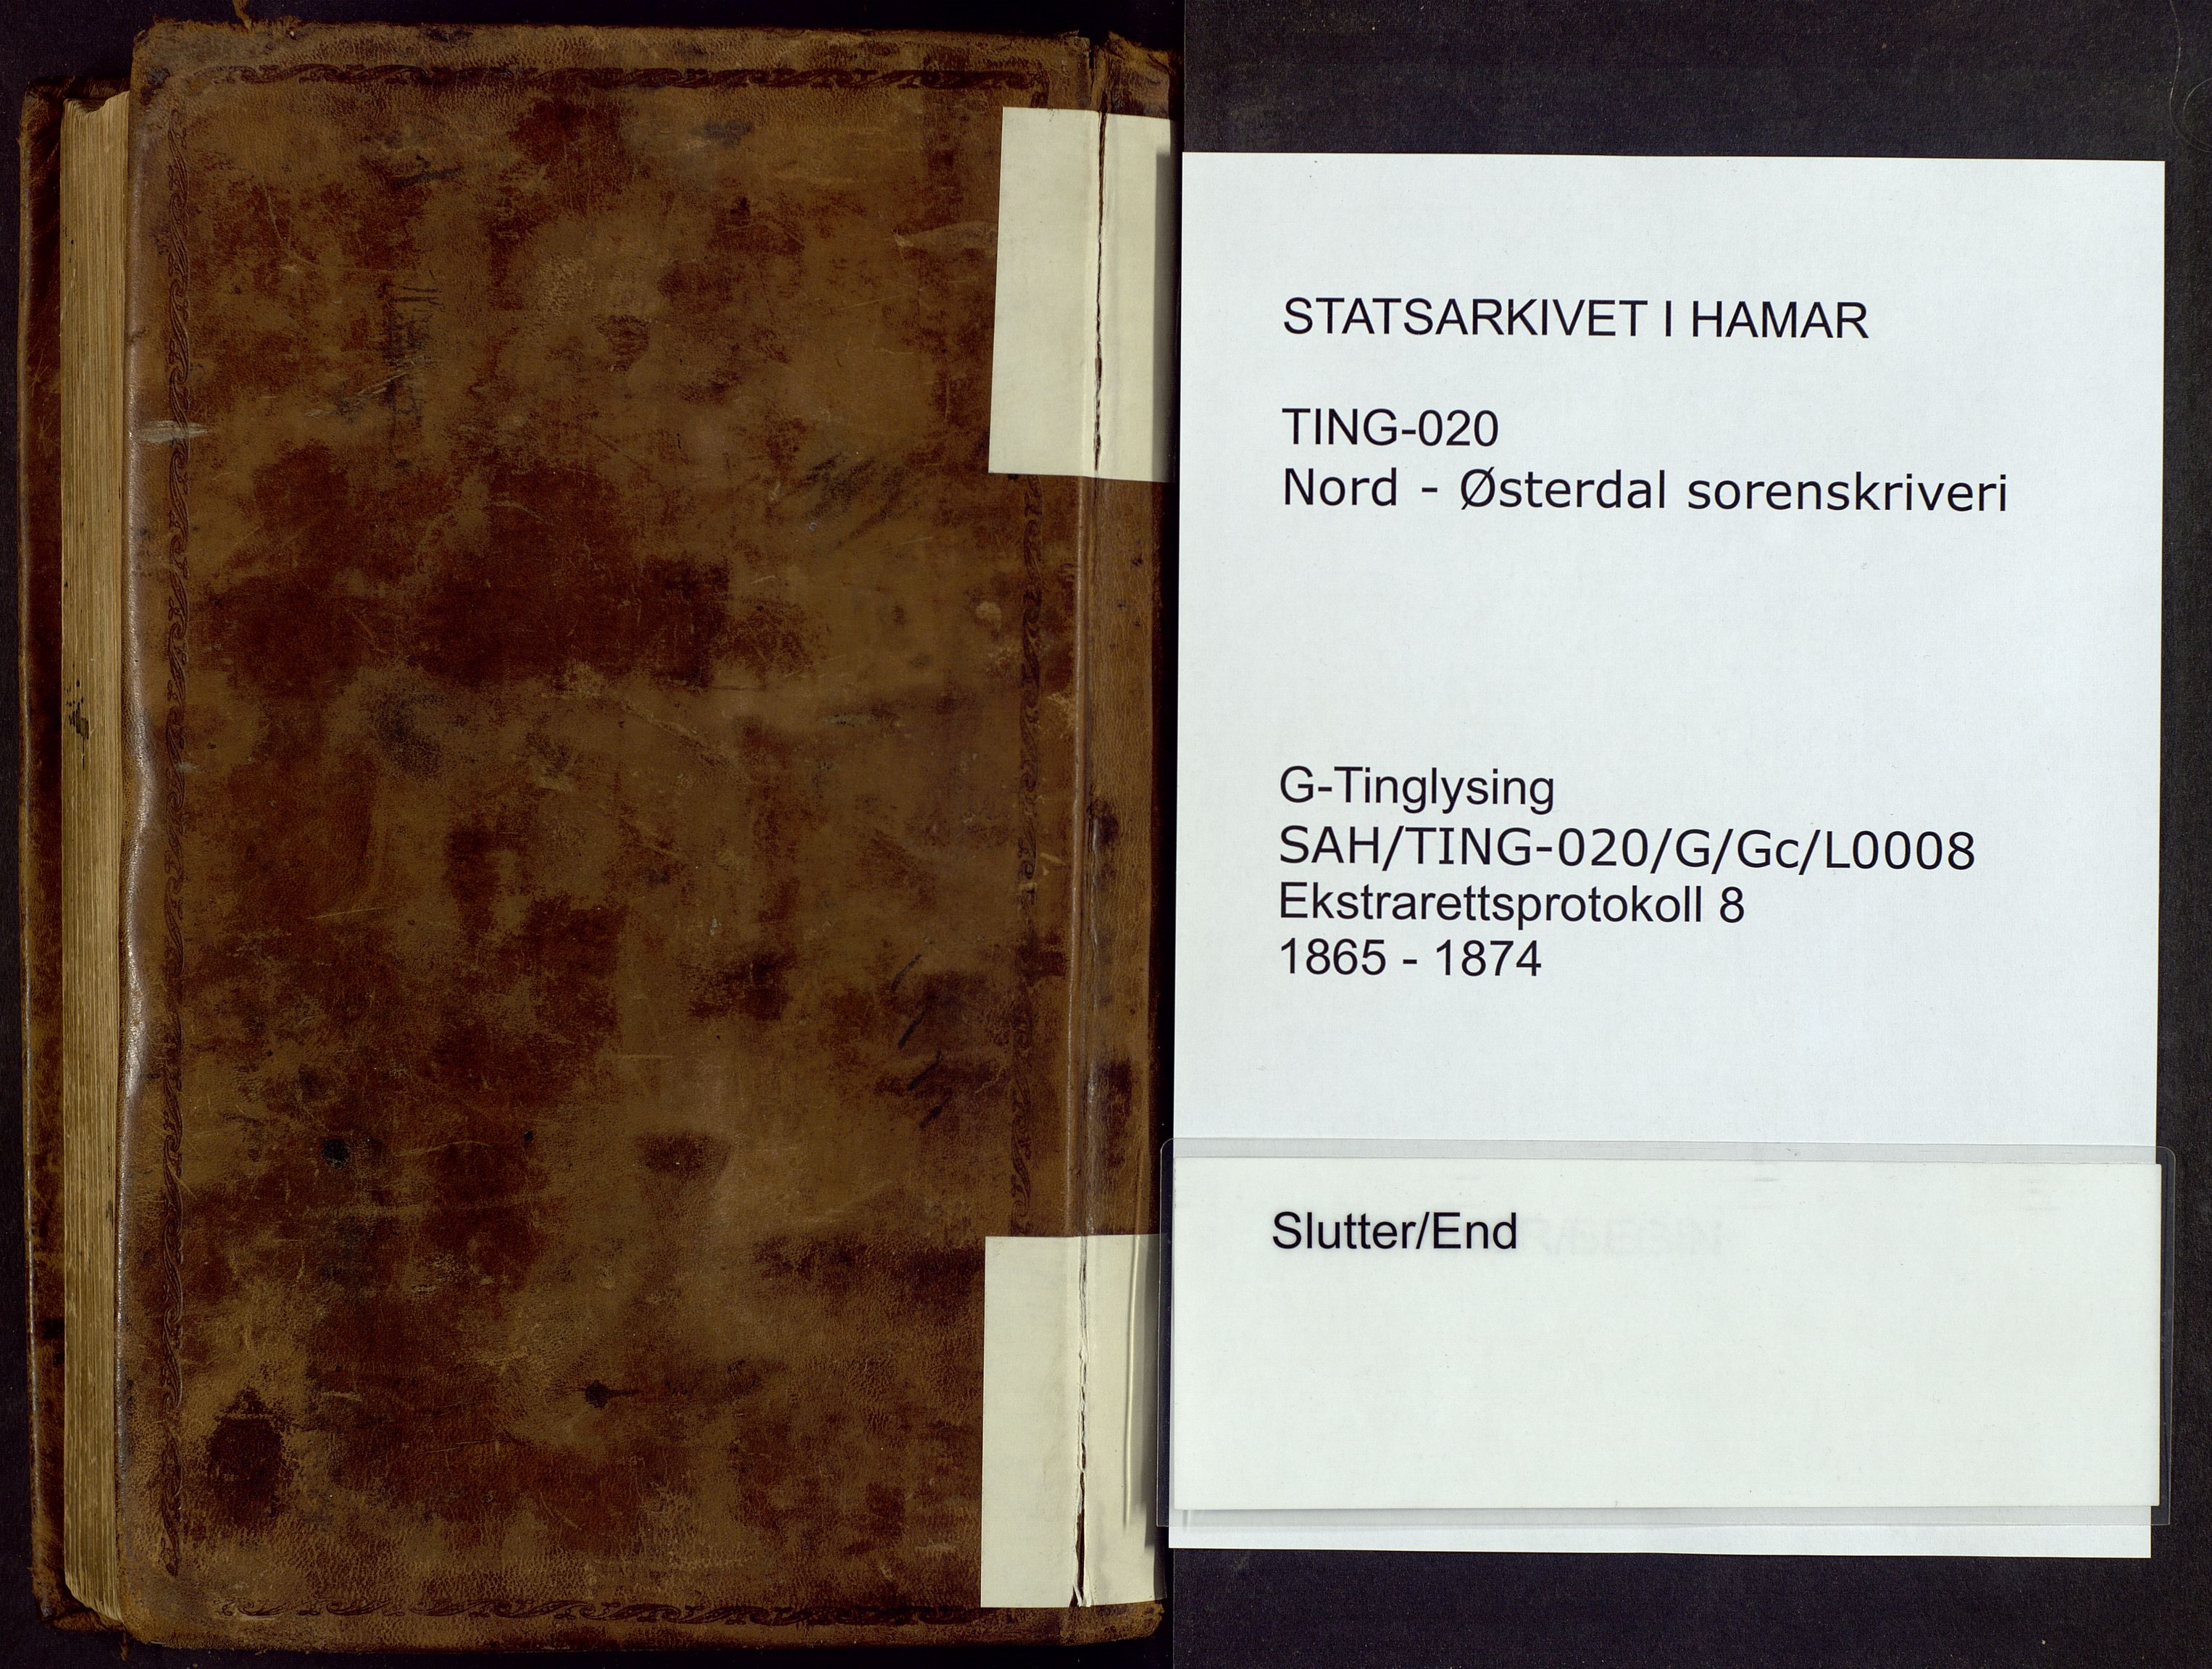 STATSARKIVET I HAMAR
TING-020
Nord - Østerdal sorenskriveri
G-Tinglysing
SAH/TING-020/G/Gc/L0008
Ekstrarettsprotokoll 8
1865 - 1874
Slutter/End